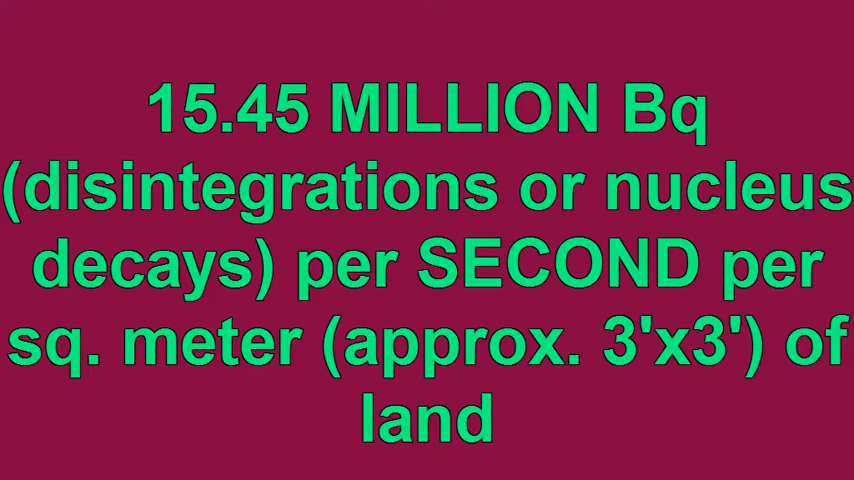 15.45 MILLION Bq
(disintegrations or nucleus
decays) per SECOND per
sq. meter (approx. 3'x3') of
land